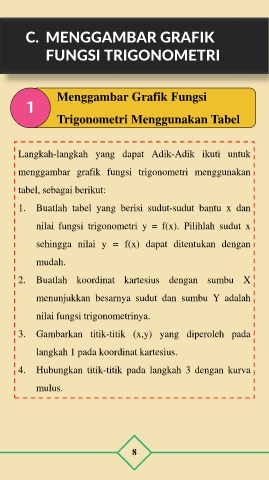 C. MENGGAMBAR GRAFIK
FUNGSI TRIGONOMETRI
1
Menggambar Grafik Fungsi
Trigonometri Menggunakan Tabel
Langkah-langkah yang dapat Adik-Adik ikuti untuk
menggambar grafik fungsi trigonometri menggunakan
tabel, sebagai berikut:
1. Buatlah tabel yang berisi sudut-sudut bantu x dan
nilai fungsi trigonometri y = f(x). Pilihlah sudut x
sehingga nilai y = f(x) dapat ditentukan dengan
mudah.
2. Buatlah koordinat kartesius dengan sumbu X
menunjukkan besarnya sudut dan sumbu Y adalah
nilai fungsi trigonometrinya.
3. Gambarkan titik-titik (x,y) yang diperoleh pada
langkah 1 pada koordinat kartesius.
4. Hubungkan titik-titik pada langkah 3 dengan kurva
mulus.
8